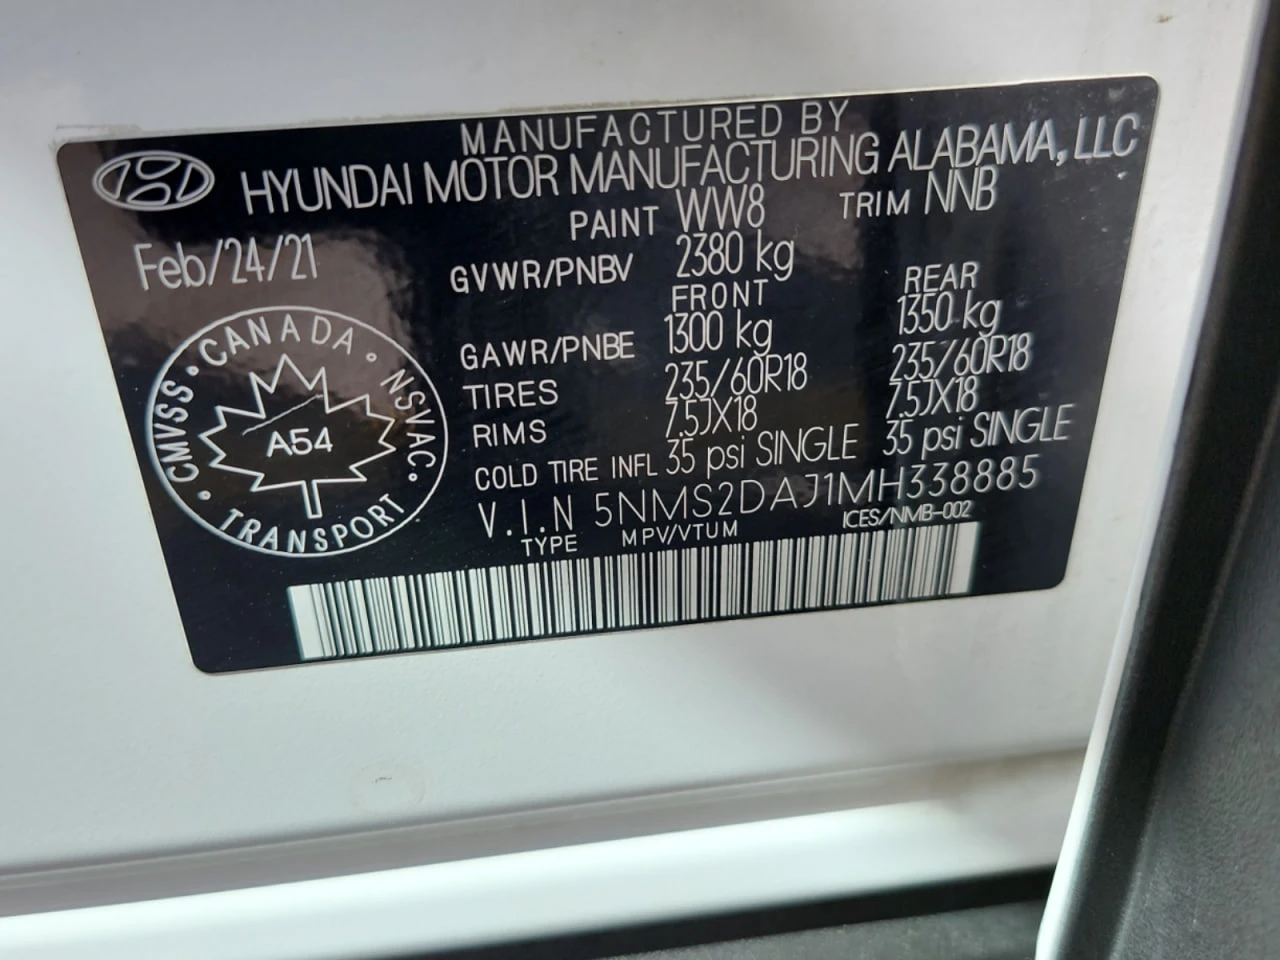 MANUFACTURED BY
HYUNDAI MOTOR MANUFACTURING ALABAMA, LLC
PAINT WW8 TRIM NNB
Feb/24/21
GVWR/PNBV 2380 kg
FRONT REAR
GAWR/PNBE 1300 kg 1350 kg
TIRES 235/60R18 235/60R18
RIMS 7.5JX18 7.5JX18
COLD TIRE INFL 35 psi SINGLE 35 psi SINGLE
V.I.N 5NMS2DAJ1MH338885
TYPE MPV/VTUM ICES/NMB-002
CANADA
NSVAC
TRANSPORT
CMVSS
A54